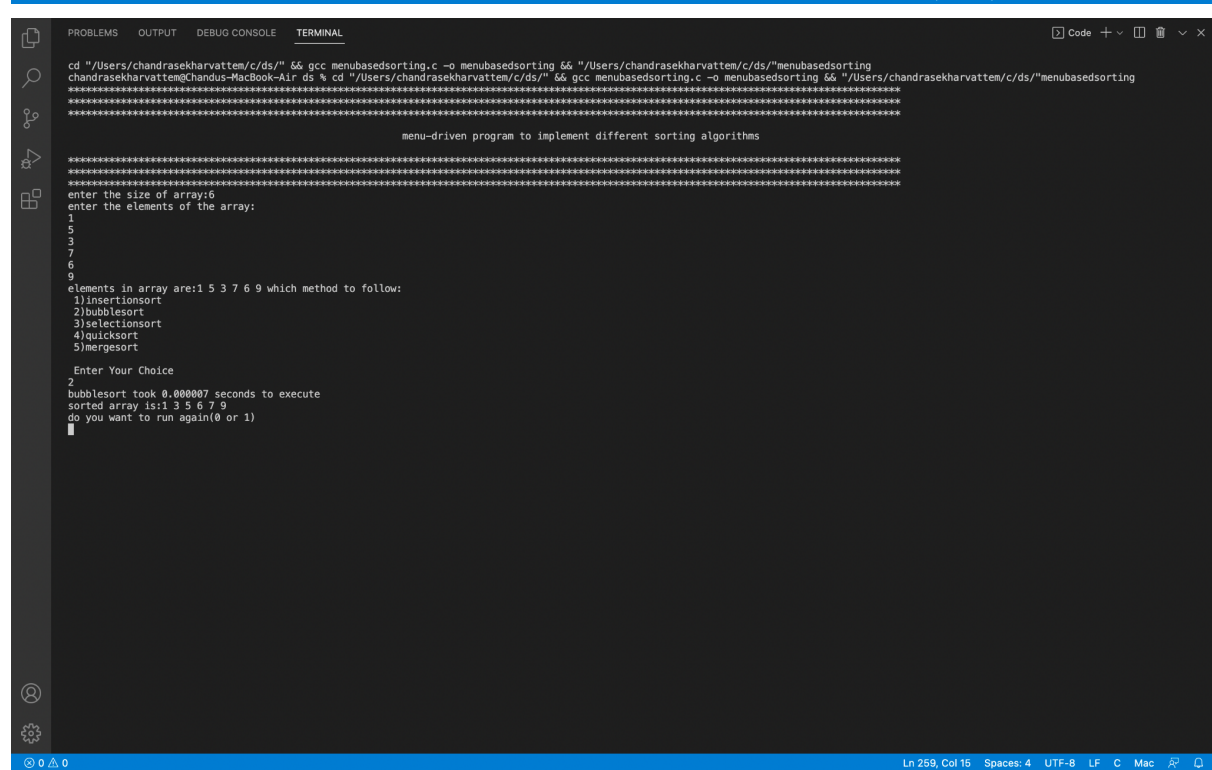 PROBLEMS OUTPUT DEBUG CONSOLE TERMINAL
Code
cd "/Users/chandrasekharvattem/c/ds/" && gcc menubasedsorting.c -o menubasedsorting && "/Users/chandrasekharvattem/c/ds/"menubasedsorting
chandrasekharvattem@Chandus-MacBook-Air ds % cd "/Users/chandrasekharvattem/c/ds/" && gcc menubasedsorting.c -o menubasedsorting && "/Users/chandrasekharvattem/c/ds/"menubasedsorting
**********************************************************************************************************************************************
**********************************************************************************************************************************************
**********************************************************************************************************************************************
menu-driven program to implement different sorting algorithms
**********************************************************************************************************************************************
**********************************************************************************************************************************************
**********************************************************************************************************************************************
enter the size of array:6
enter the elements of the array:
1
5
3
7
6
9
elements in array are:1 5 3 7 6 9 which method to follow:
1)insertionsort
2)bubblesort
3)selectionsort
4)quicksort
5)mergesort
Enter Your Choice
2
bubblesort took 0.000007 seconds to execute
sorted array is:1 3 5 6 7 9
do you want to run again(0 or 1)
0 0 Ln 259, Col 15 Spaces: 4 UTF-8 LF C Mac